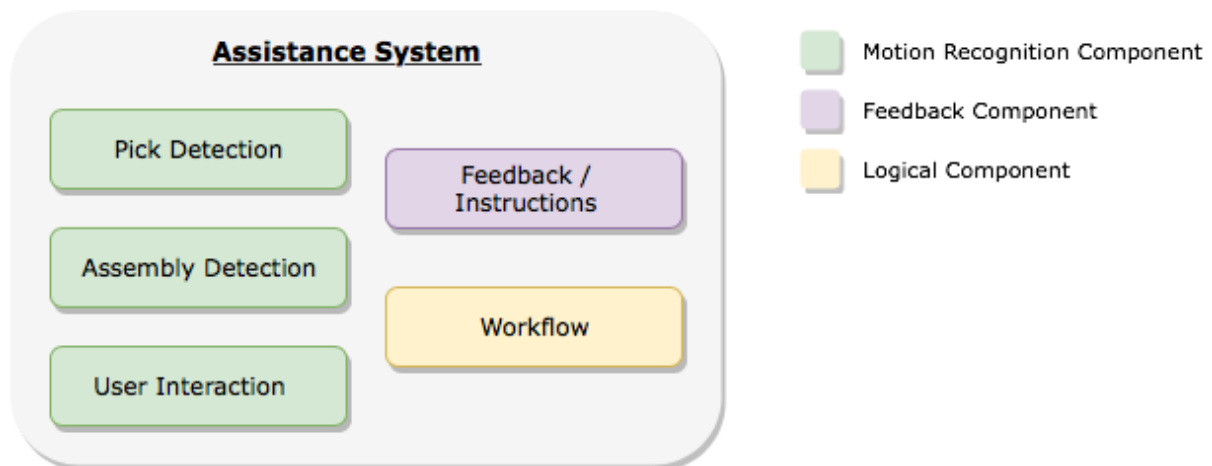 Assistance System
Pick Detection
Assembly Detection
User Interaction
Feedback /
Instructions
Workflow
Motion Recognition Component
Feedback Component
Logical Component